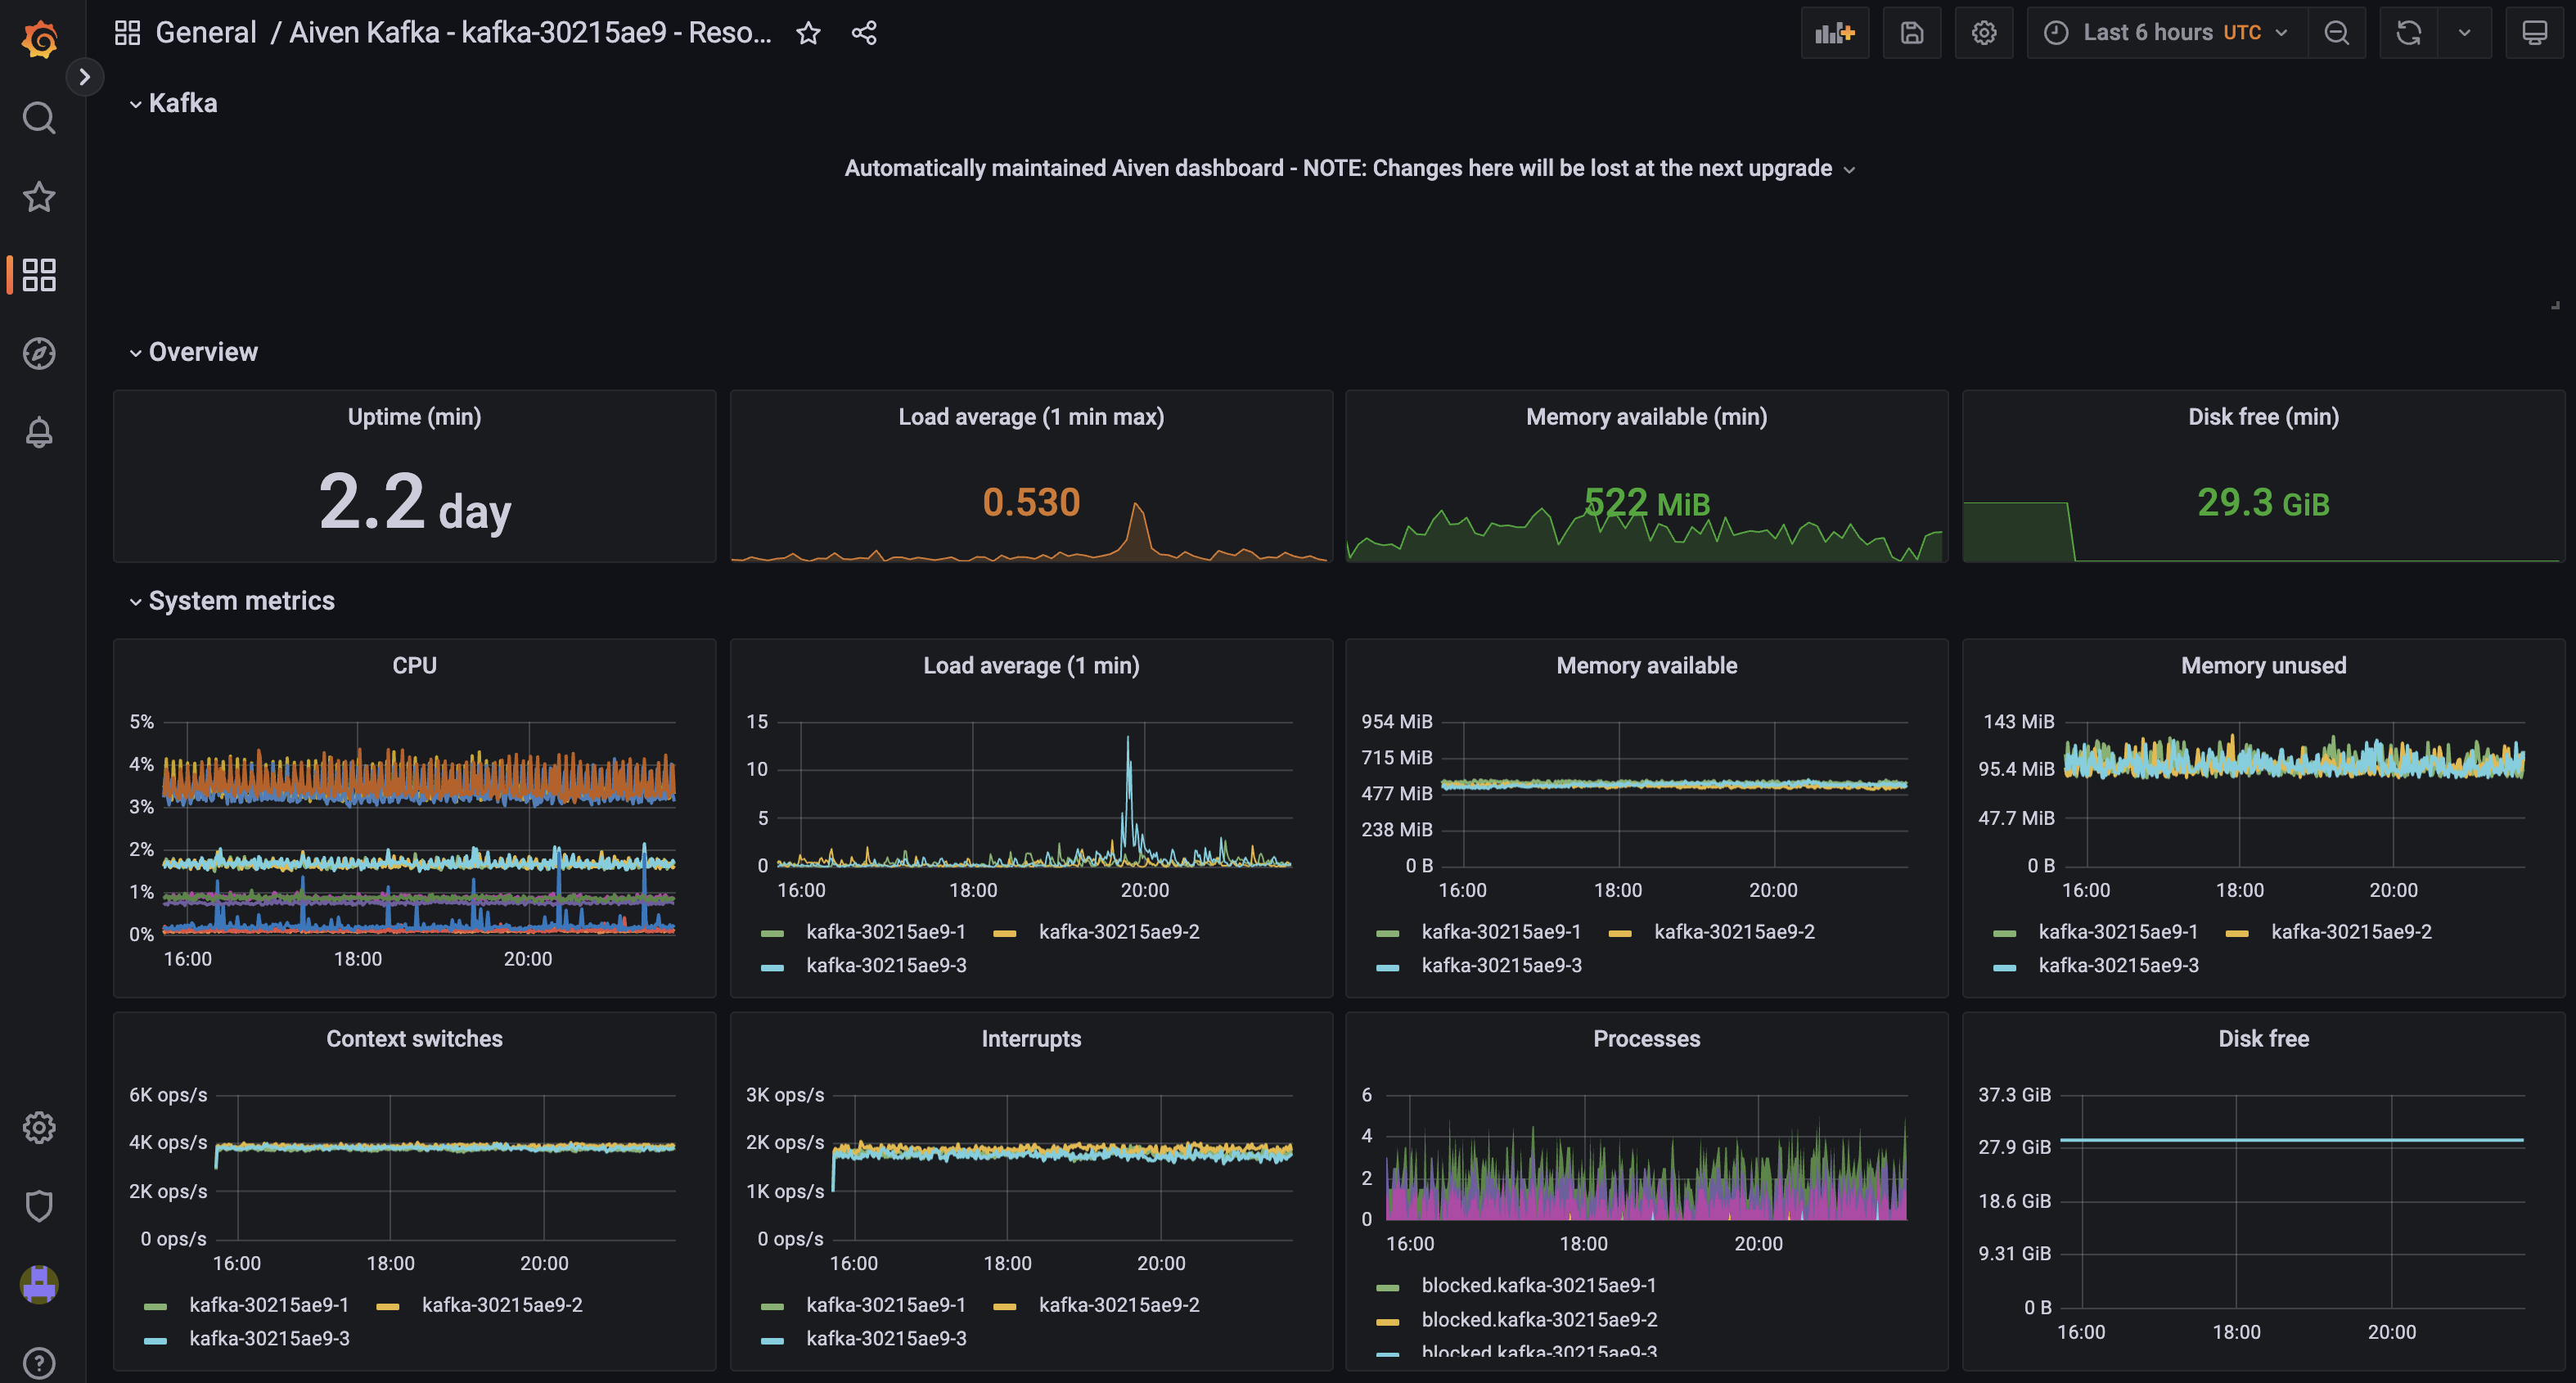 General / Aiven Kafka - kafka-30215ae9 - Reso...
Last 6 hours UTC
Kafka
Automatically maintained Aiven dashboard - NOTE: Changes here will be lost at the next upgrade
Overview
Uptime (min)
2.2 day
Load average (1 min max)
0.530
Memory available (min)
522 MiB
Disk free (min)
29.3 GiB
System metrics
CPU
5%
4%
3%
2%
1%
0%
16:00 18:00 20:00
Load average (1 min)
15
10
5
0
16:00 18:00 20:00
kafka-30215ae9-1 kafka-30215ae9-2
kafka-30215ae9-3
Memory available
954 MiB
715 MiB
477 MiB
238 MiB
0 B
16:00 18:00 20:00
kafka-30215ae9-1 kafka-30215ae9-2
kafka-30215ae9-3
Memory unused
143 MiB
95.4 MiB
47.7 MiB
0 B
16:00 18:00 20:00
kafka-30215ae9-1 kafka-30215ae9-2
kafka-30215ae9-3
Context switches
6K ops/s
4K ops/s
2K ops/s
0 ops/s
16:00 18:00 20:00
kafka-30215ae9-1 kafka-30215ae9-2
kafka-30215ae9-3
Interrupts
3K ops/s
2K ops/s
1K ops/s
0 ops/s
16:00 18:00 20:00
kafka-30215ae9-1 kafka-30215ae9-2
kafka-30215ae9-3
Processes
6
4
2
0
16:00 18:00 20:00
blocked.kafka-30215ae9-1
blocked.kafka-30215ae9-2
blocked.kafka-30215ae9-3
Disk free
37.3 GiB
27.9 GiB
18.6 GiB
9.31 GiB
0 B
16:00 18:00 20:00